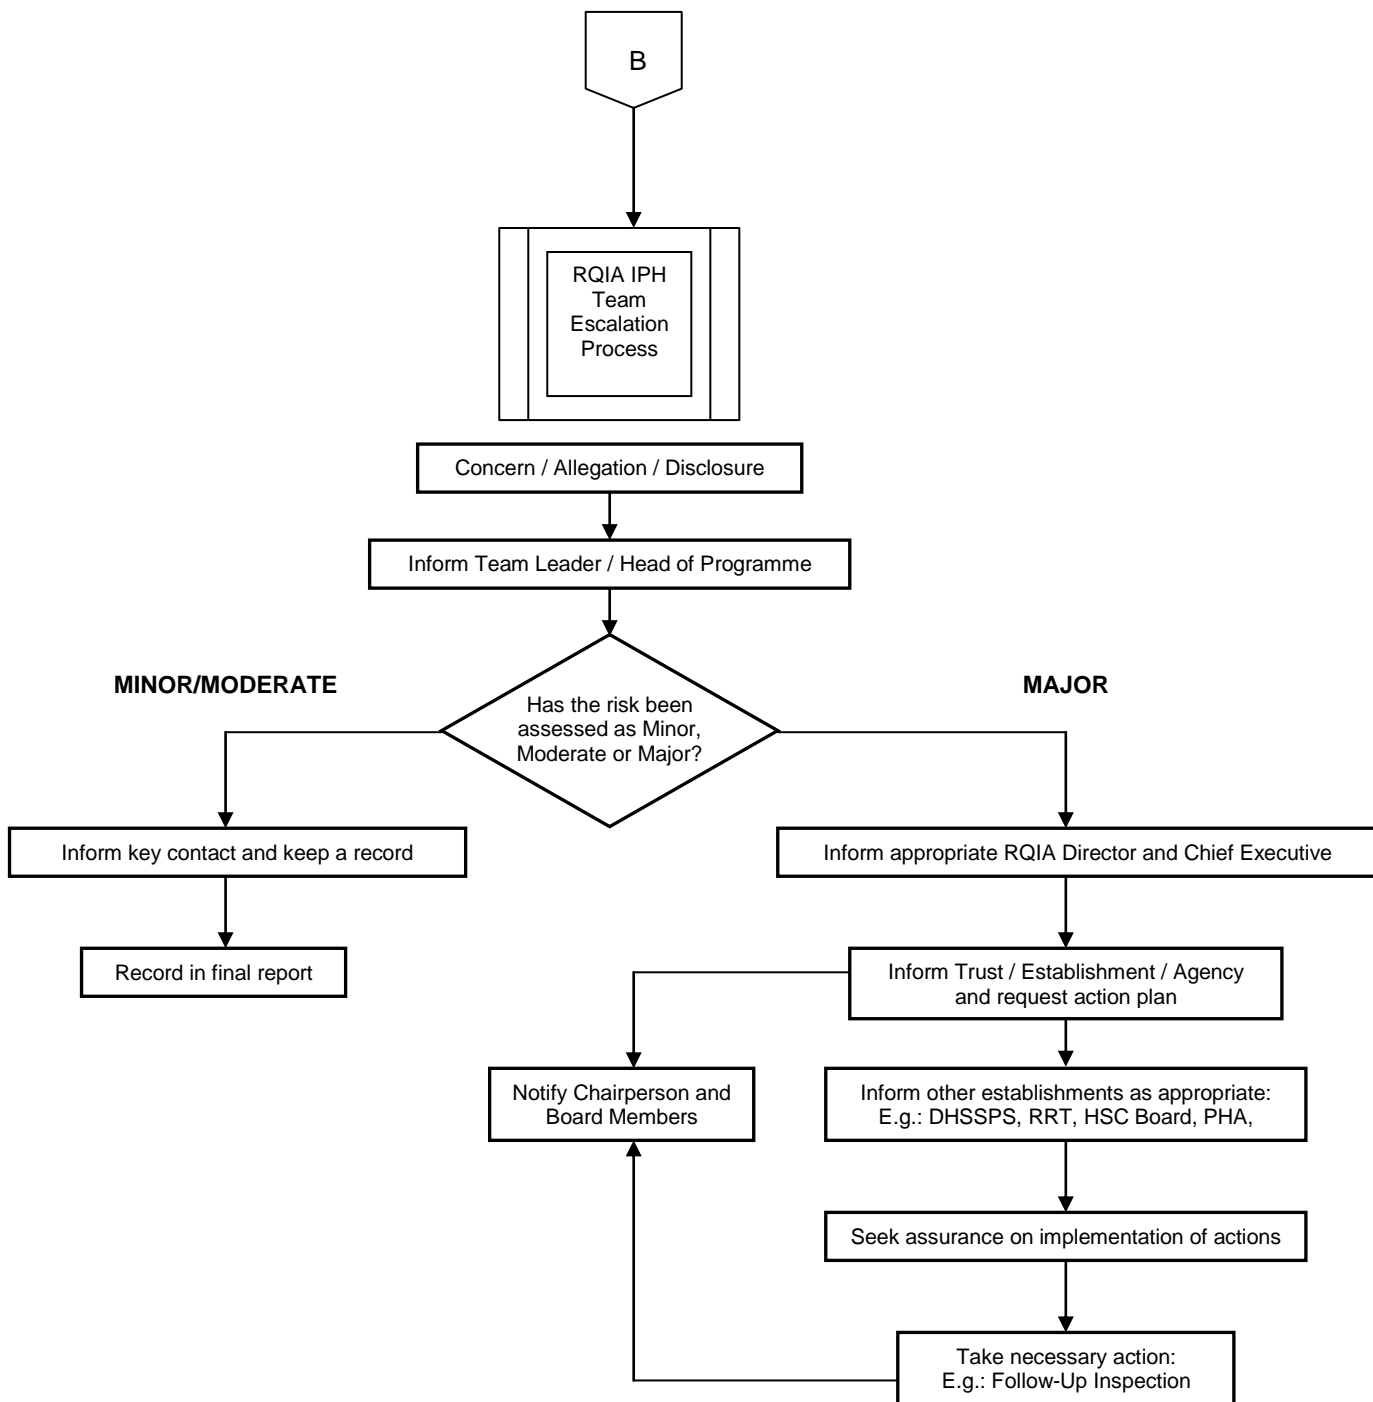 B
RQIA IPH
Team
Escalation
Process
Concern / Allegation / Disclosure
Inform Team Leader / Head of Programme
MINOR/MODERATE
MAJOR
Has the risk been
assessed as Minor,
Moderate or Major?
Inform key contact and keep a record
Inform appropriate RQIA Director and Chief Executive
Record in final report
Inform Trust / Establishment / Agency
and request action plan
Notify Chairperson and
Board Members
Inform other establishments as appropriate:
E.g.: DHSSPS, RRT, HSC Board, PHA,
Seek assurance on implementation of actions
Take necessary action:
E.g.: Follow-Up Inspection